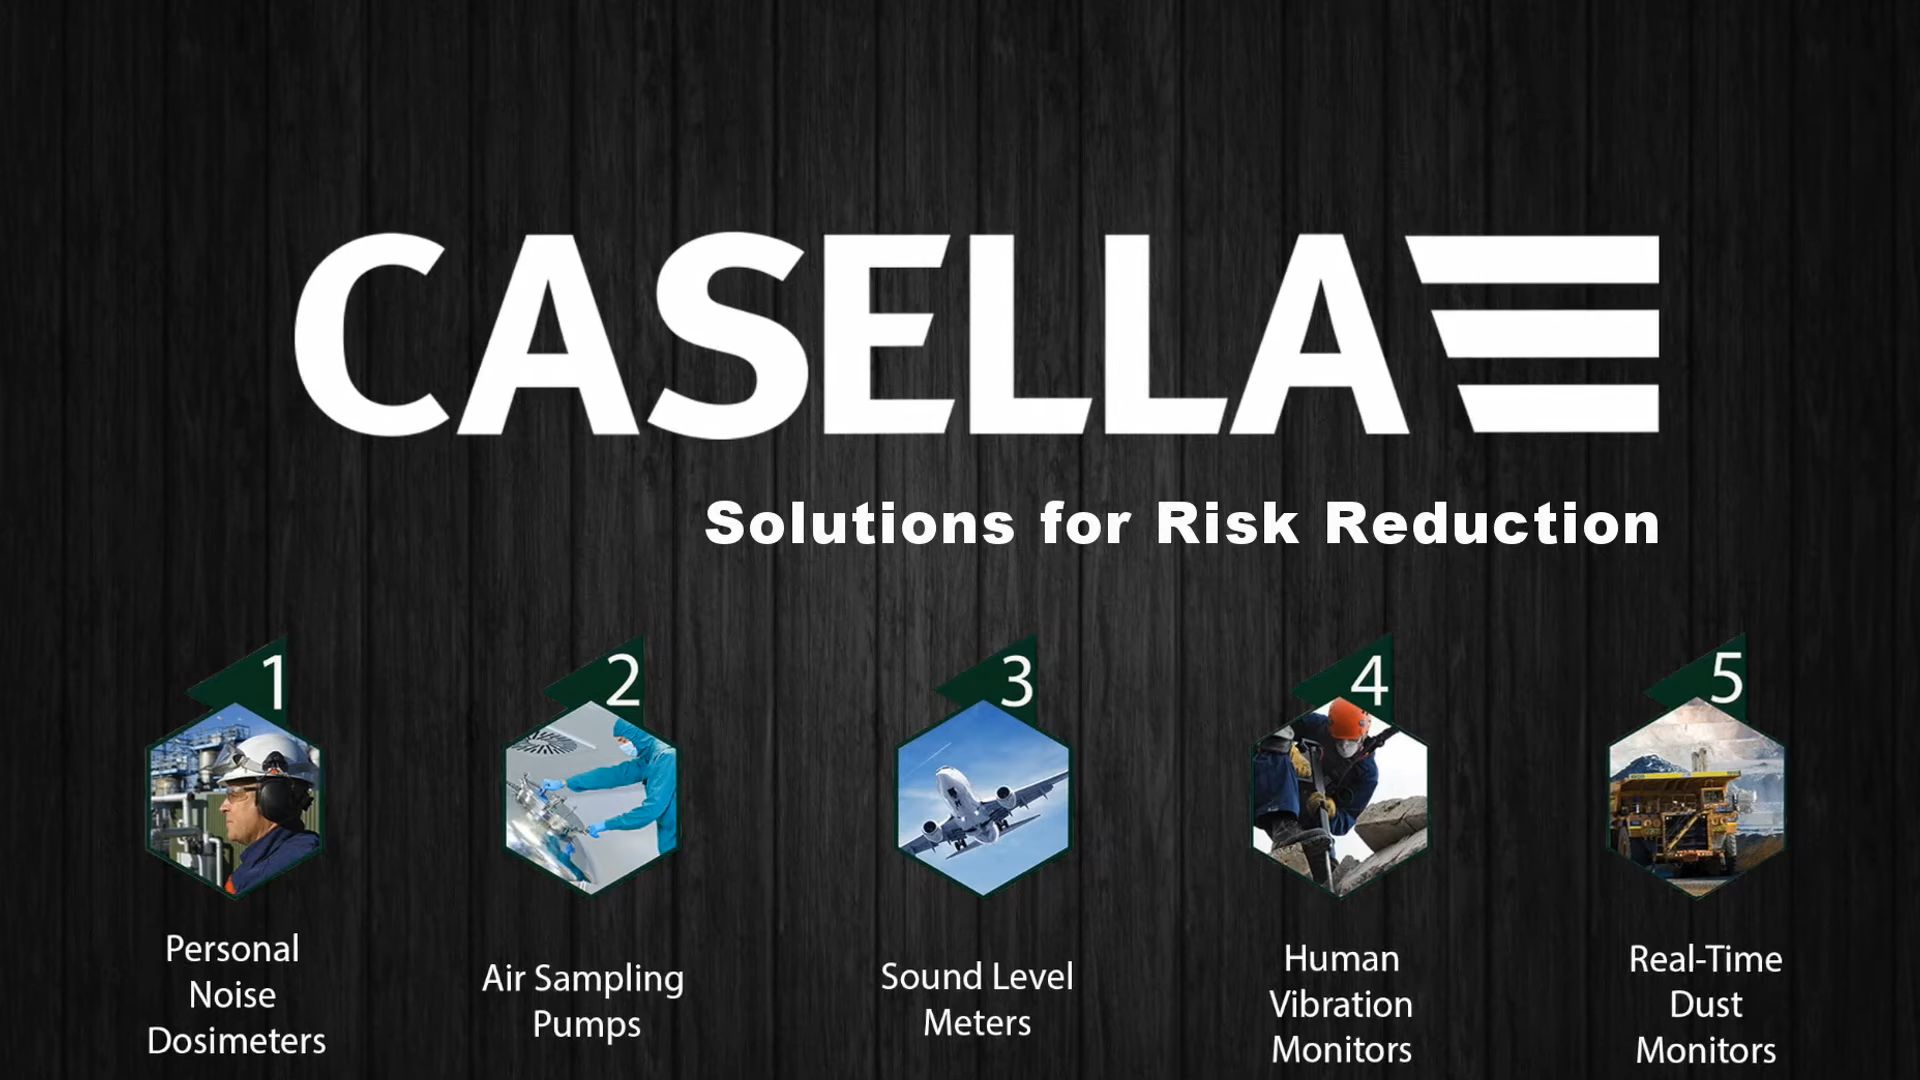 CASELLA
Solutions for Risk Reduction
1
Personal
Noise
Dosimeters
2
Air Sampling
Pumps
3
Sound Level
Meters
4
Human
Vibration
Monitors
5
Real-Time
Dust
Monitors